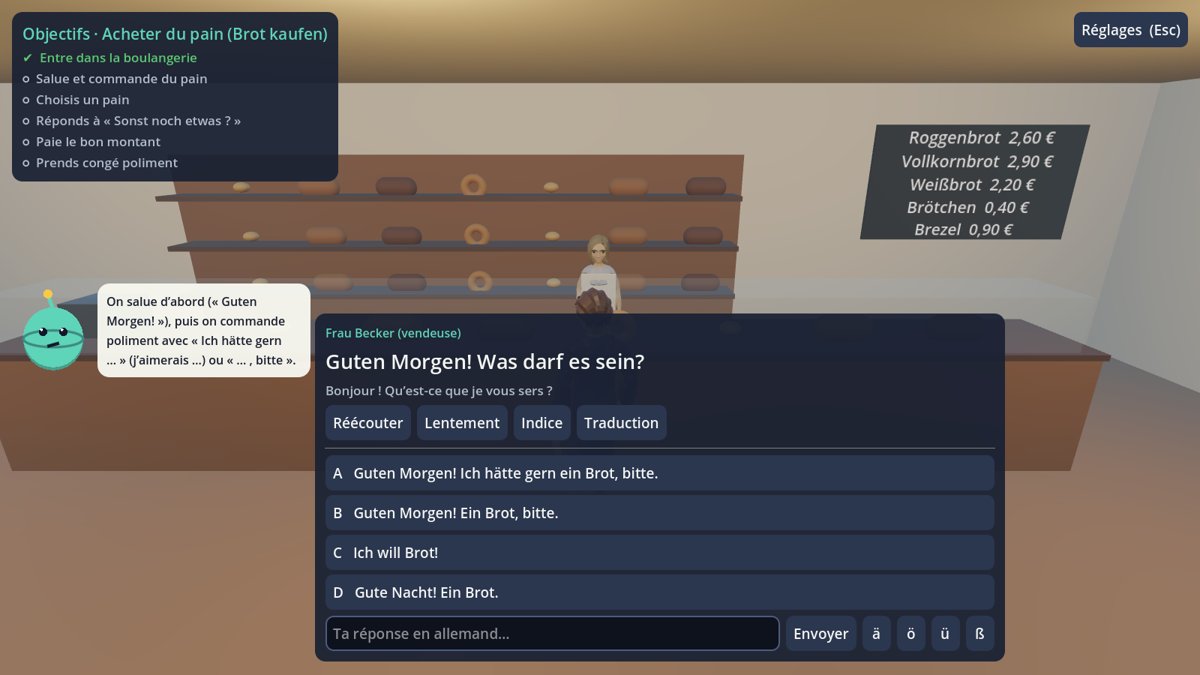 Objectifs · Acheter du pain (Brot kaufen)
✔ Entre dans la boulangerie
Salue et commande du pain
Choisis un pain
Réponds à « Sonst noch etwas ? »
Paie le bon montant
Prends congé poliment
Réglages (Esc)
Roggenbrot 2,60 €
Vollkornbrot 2,90 €
Weißbrot 2,20 €
Brötchen 0,40 €
Brezel 0,90 €
On salue d’abord (« Guten
Morgen! »), puis on commande
poliment avec « Ich hätte gern
… » (j’aimerais …) ou « … , bitte ».
Frau Becker (vendeuse)
Guten Morgen! Was darf es sein?
Bonjour ! Qu’est-ce que je vous sers ?
Réécouter Lentement Indice Traduction
A Guten Morgen! Ich hätte gern ein Brot, bitte.
B Guten Morgen! Ein Brot, bitte.
C Ich will Brot!
D Gute Nacht! Ein Brot.
Ta réponse en allemand… Envoyer ä ö ü ß